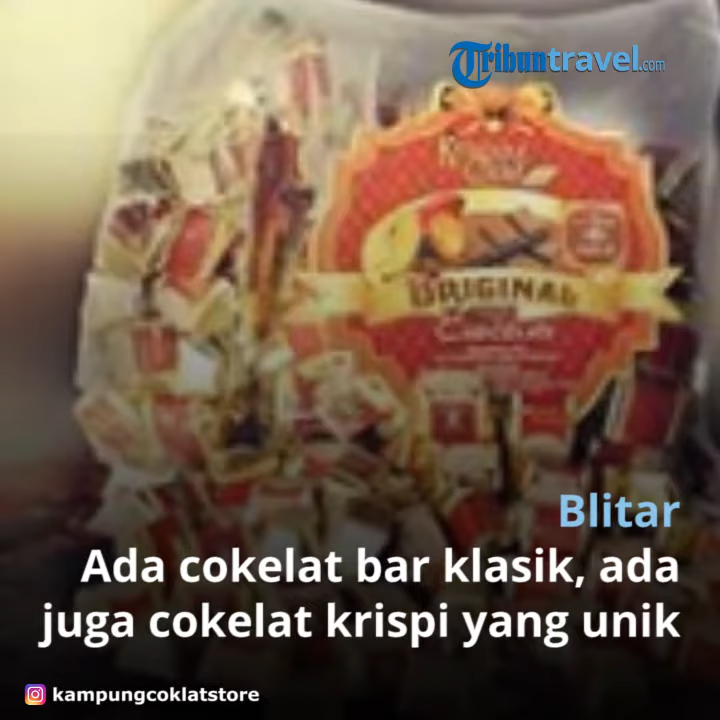 Tribuntravel.com
ORIGINAL
Blitar
Ada cokelat bar klasik, ada
juga cokelat krispi yang unik
kampungcoklatstore